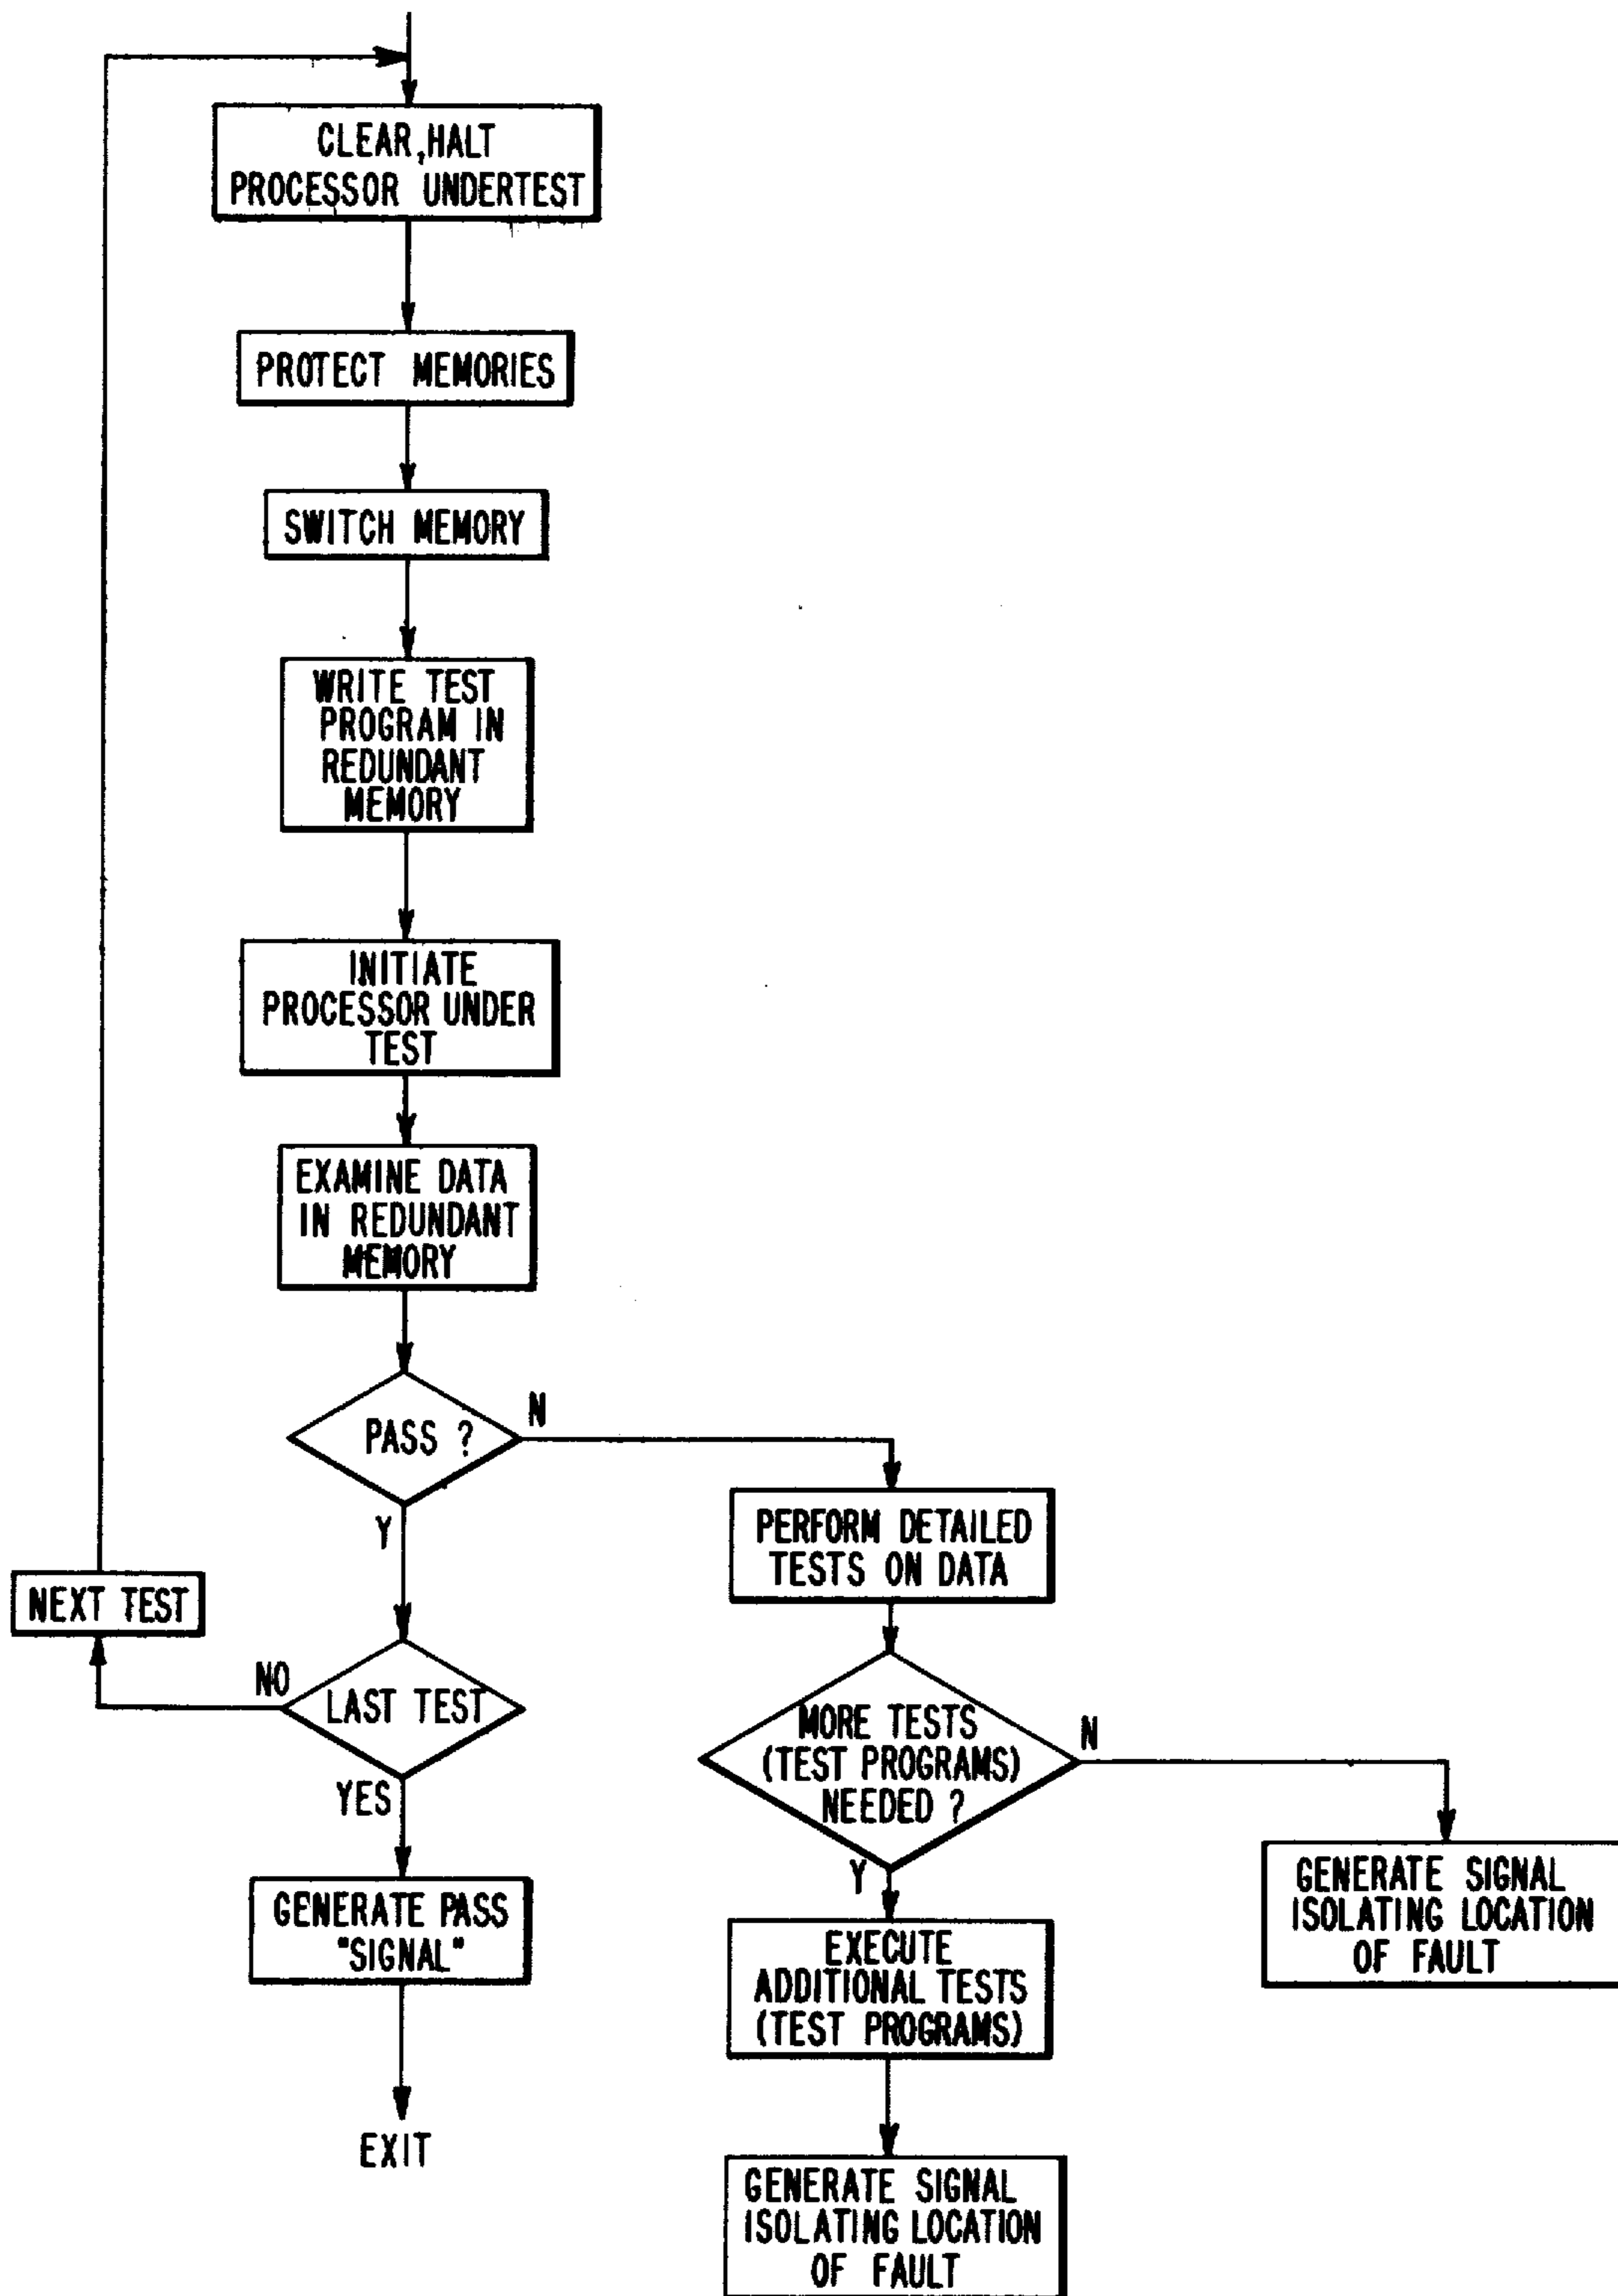 CLEAR,HALT
PROCESSOR UNDERTEST
PROTECT MEMORIES
SWITCH MEMORY
WRITE TEST
PROGRAM IN
REDUNDANT
MEMORY
INITIATE
PROCESSOR UNDER
TEST
EXAMINE DATA
IN REDUNDANT
MEMORY
PASS ?
N
Y
PERFORM DETAILED
TESTS ON DATA
NEXT TEST
NO
LAST TEST
YES
MORE TESTS
(TEST PROGRAMS)
NEEDED ?
N
Y
GENERATE PASS
"SIGNAL"
EXIT
EXECUTE
ADDITIONAL TESTS
(TEST PROGRAMS)
GENERATE SIGNAL
ISOLATING LOCATION
OF FAULT
GENERATE SIGNAL
ISOLATING LOCATION
OF FAULT